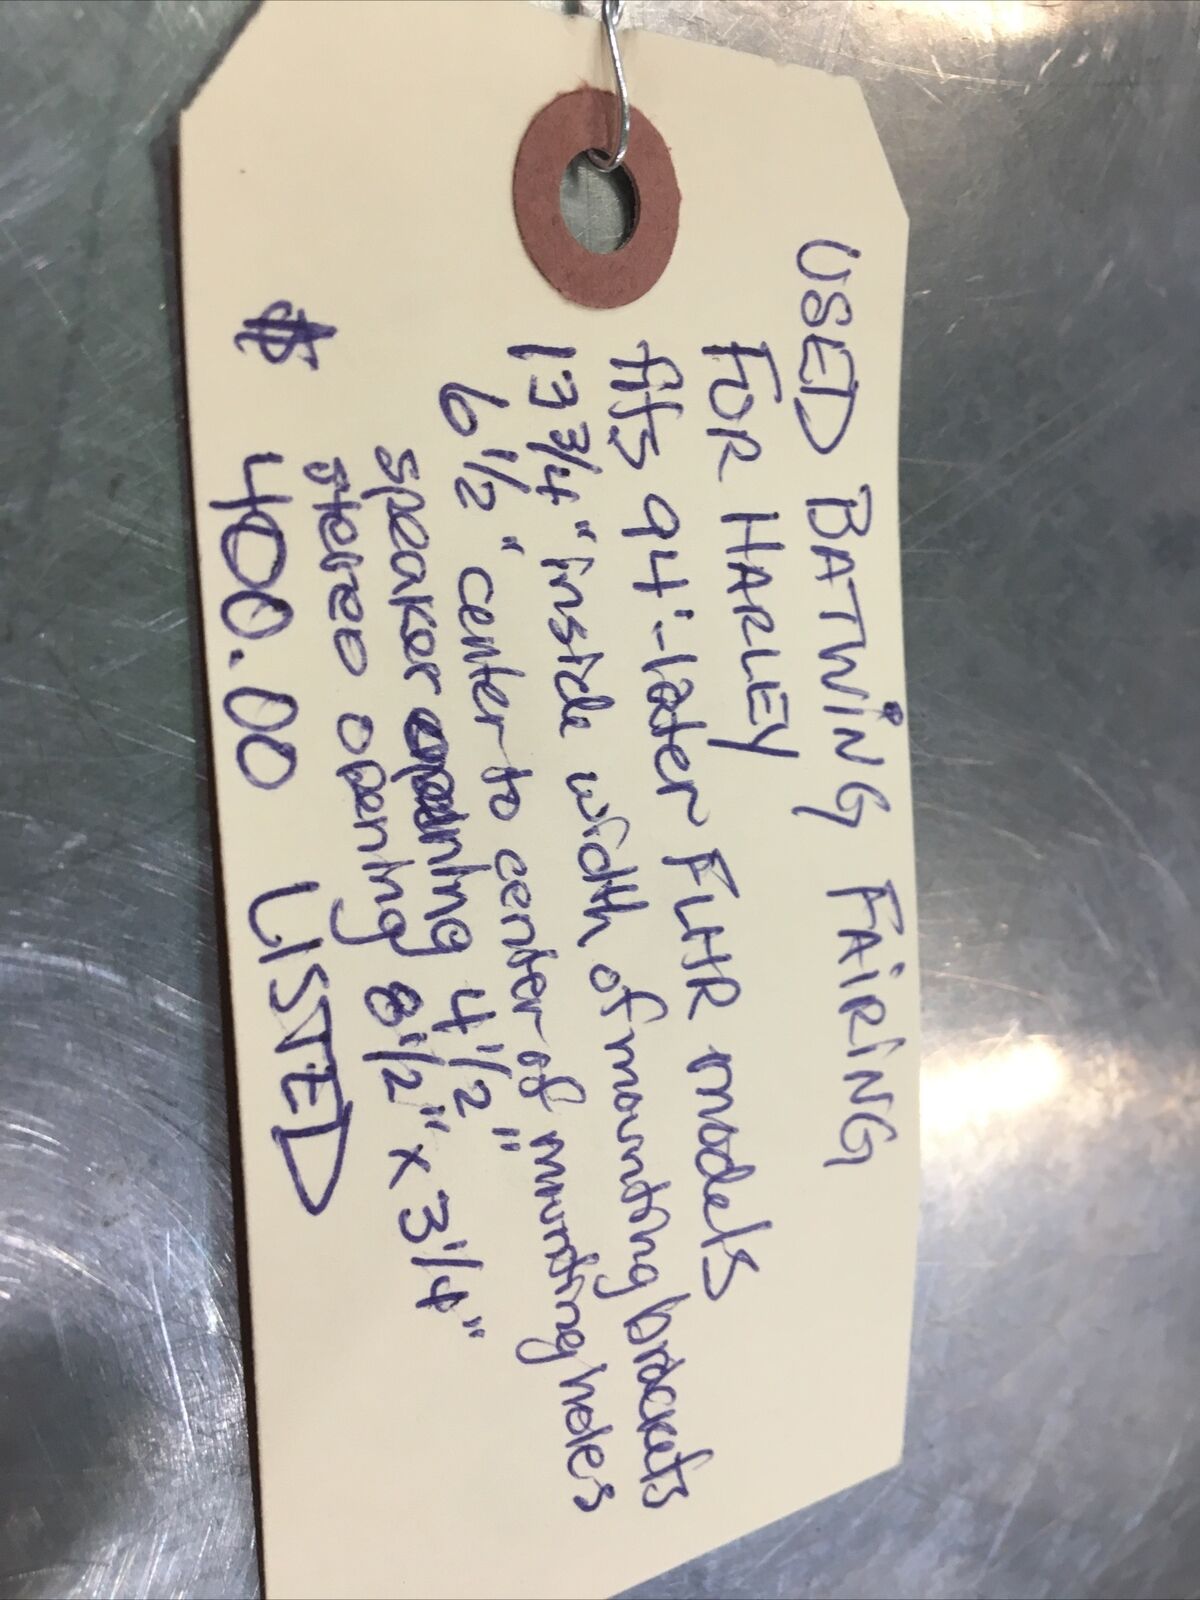 USED BATWING FAIRING
FOR HARLEY
fits 94'-later FLHR models
13 3/4" inside width of mounting brackets
6 1/2" center to center of mounting holes
speaker opening 4 1/2"
stereo opening 8 1/2" x 3 1/4"
$ 400.00 LISTED